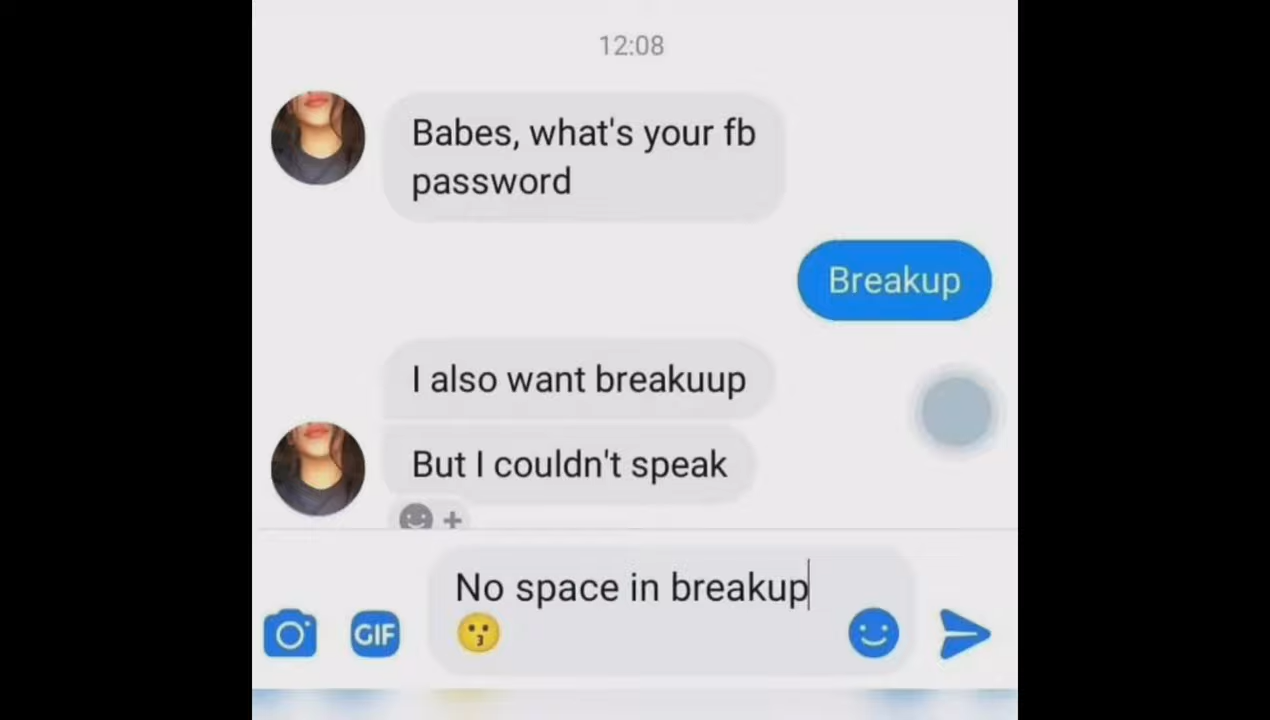 12:08
Babes, what's your fb
password
Breakup
I also want breakuup
But I couldn't speak
No space in breakup
😗
GIF